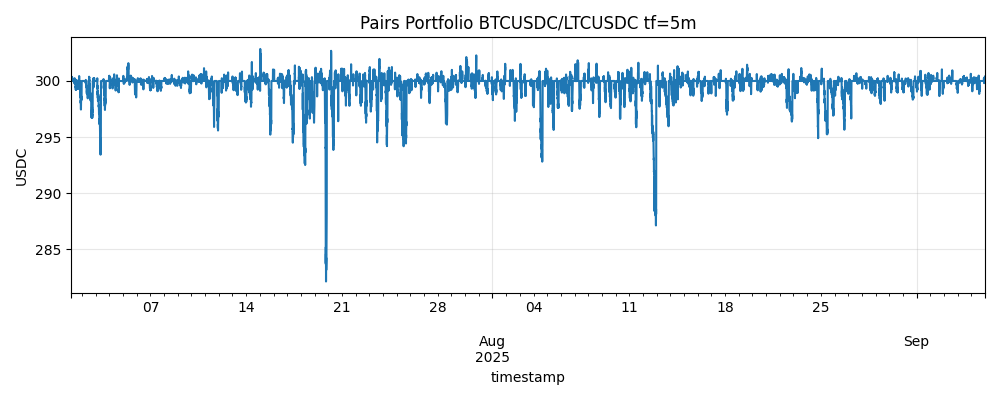 Pairs Portfolio BTCUSDC/LTCUSDC tf=5m
300
295
290
285
USDC
07 14 21 28 04 11 18 25
Aug Sep
2025
timestamp